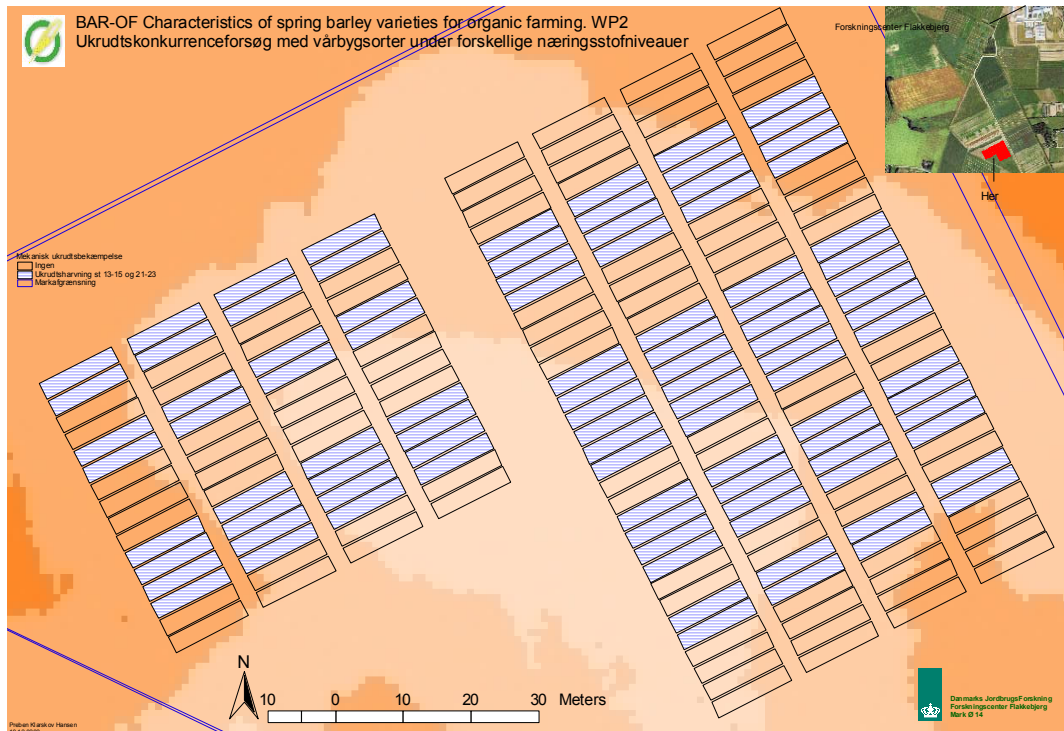 BAR-OF Characteristics of spring barley varieties for organic farming. WP2
Ukrudtskonkurrenceforsøg med vårbygsorter under forskellige næringsstofniveauer
Forskningscenter Flakkebjerg
Her
Mekanisk ukrudtsbekæmpelse
Ingen
Ukrudtsharvning st 13-15 og 21-23
Markafgrænsning
N
10 0 10 20 30 Meters
Preben Klarskov Hansen
Danmarks JordbrugsForskning
Forskningscenter Flakkebjerg
Mark Ø 14